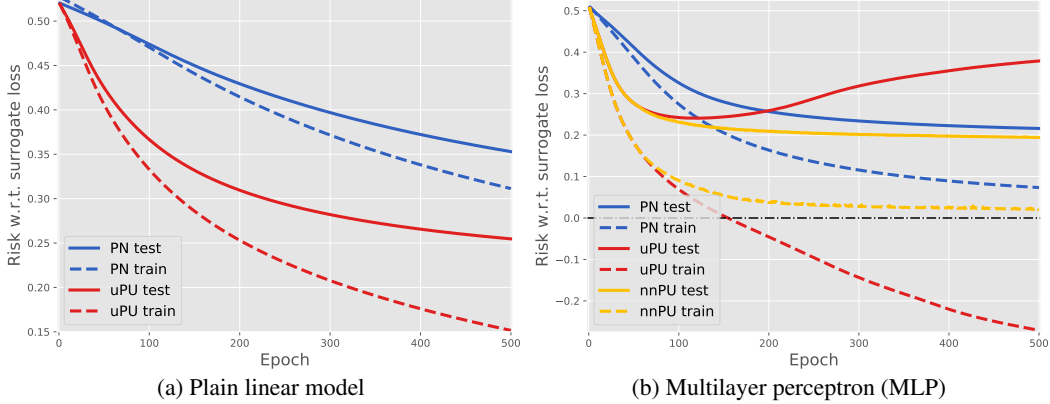 Risk w.r.t. surrogate loss
0.50
0.45
0.40
0.35
0.30
0.25
0.20
0.15
PN test
PN train
uPU test
uPU train
0
100
200
300
400
500
Epoch
(a) Plain linear model
Risk w.r.t. surrogate loss
0.5
0.4
0.3
0.2
0.1
0.0
−0.1
−0.2
PN test
PN train
uPU test
uPU train
nnPU test
nnPU train
0
100
200
300
400
500
Epoch
(b) Multilayer perceptron (MLP)